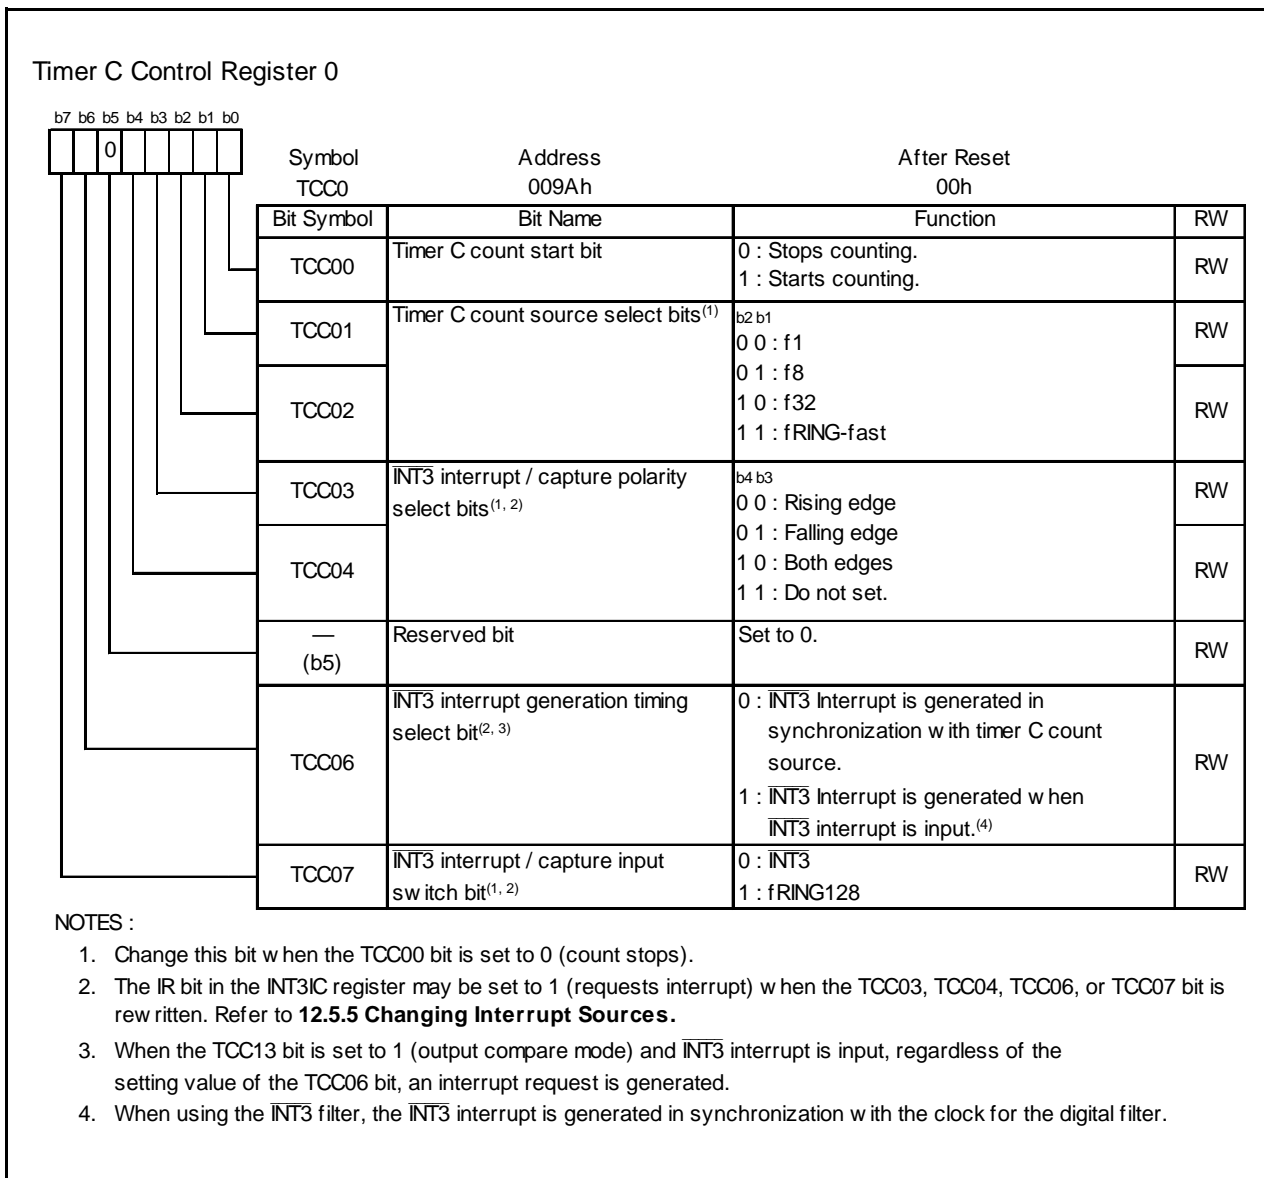 Timer C Control Register 0
b7 b6 b5 b4 b3 b2 b1 b0
0
Symbol Address After Reset
TCC0 009Ah 00h
Bit Symbol Bit Name Function RW
TCC00 Timer C count start bit 0 : Stops counting. RW
1 : Starts counting.
TCC01 Timer C count source select bits(1) b2 b1 RW
0 0 : f1
0 1 : f8
TCC02 1 0 : f32 RW
1 1 : fRING-fast
TCC03 INT3 interrupt / capture polarity b4 b3 RW
select bits(1, 2) 0 0 : Rising edge
0 1 : Falling edge
TCC04 1 0 : Both edges RW
1 1 : Do not set.
— Reserved bit Set to 0. RW
(b5)
INT3 interrupt generation timing 0 : INT3 Interrupt is generated in
select bit(2, 3) synchronization with timer C count
TCC06 source. RW
1 : INT3 Interrupt is generated when
INT3 interrupt is input.(4)
TCC07 INT3 interrupt / capture input 0 : INT3 RW
switch bit(1, 2) 1 : fRING128
NOTES :
1. Change this bit when the TCC00 bit is set to 0 (count stops).
2. The IR bit in the INT3IC register may be set to 1 (requests interrupt) when the TCC03, TCC04, TCC06, or TCC07 bit is
rewritten. Refer to 12.5.5 Changing Interrupt Sources.
3. When the TCC13 bit is set to 1 (output compare mode) and INT3 interrupt is input, regardless of the
setting value of the TCC06 bit, an interrupt request is generated.
4. When using the INT3 filter, the INT3 interrupt is generated in synchronization with the clock for the digital filter.